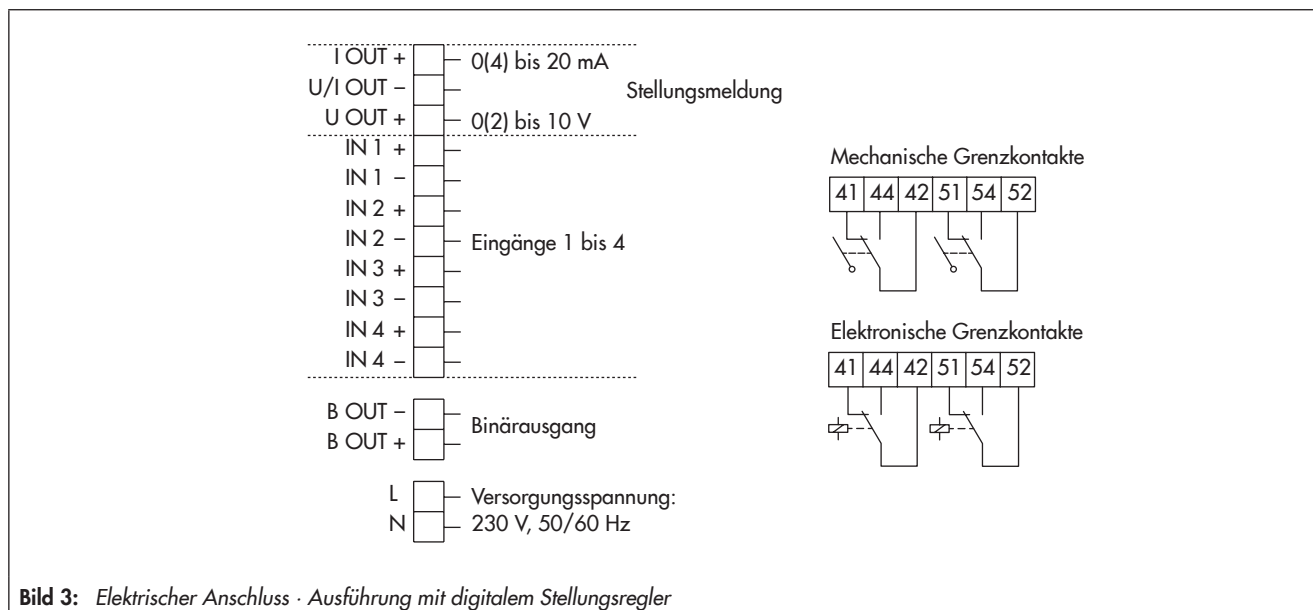 I OUT +
0(4) bis 20 mA
U/I OUT −
Stellungsmeldung
U OUT +
0(2) bis 10 V
IN 1 +
IN 1 −
IN 2 +
IN 2 −
Eingänge 1 bis 4
IN 3 +
IN 3 −
IN 4 +
IN 4 −
B OUT −
Binärausgang
B OUT +
L
Versorgungsspannung:
N
230 V, 50/60 Hz
Mechanische Grenzkontakte
41 44 42 51 54 52
Elektronische Grenzkontakte
41 44 42 51 54 52
Bild 3: Elektrischer Anschluss · Ausführung mit digitalem Stellungsregler